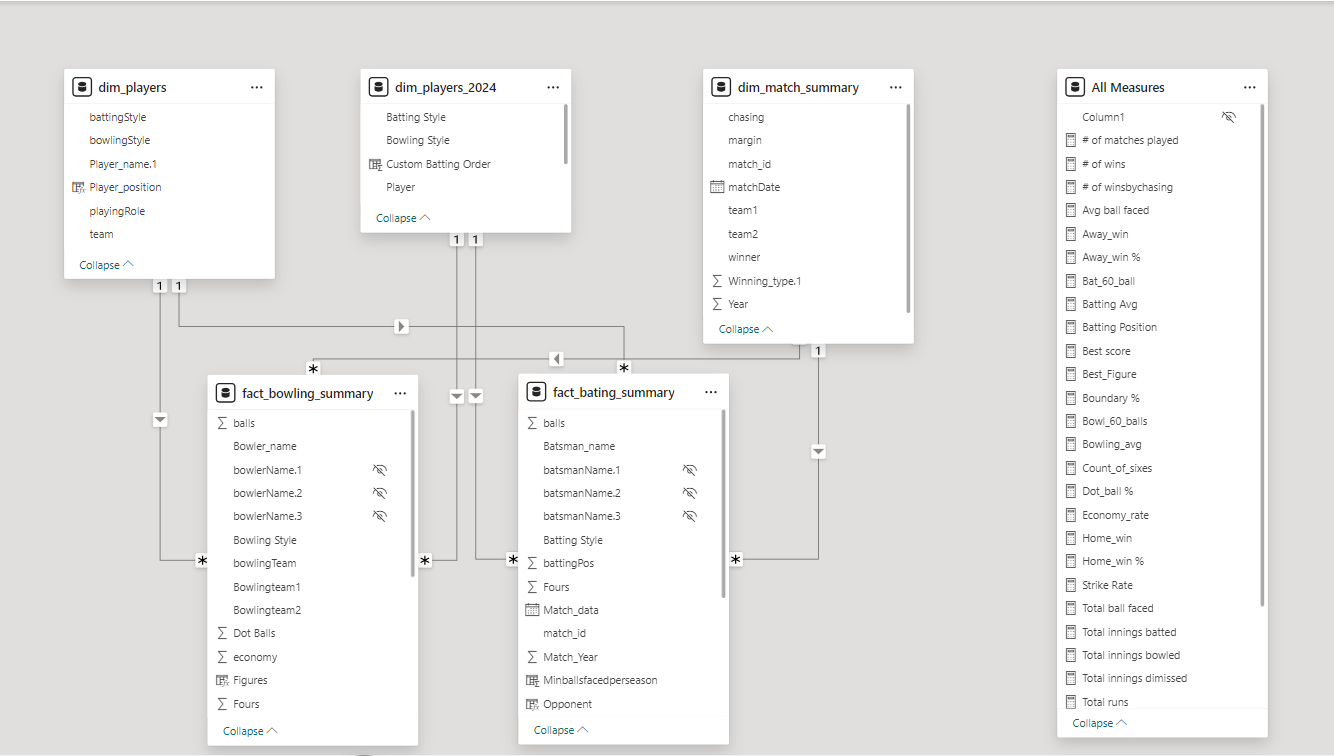 dim_players
battingStyle
bowlingStyle
Player_name.1
Player_position
playingRole
team
Collapse
dim_players_2024
Batting Style
Bowling Style
Custom Batting Order
Player
Collapse
dim_match_summary
chasing
margin
match_id
matchDate
team1
team2
winner
Winning_type.1
Year
Collapse
All Measures
Column1
# of matches played
# of wins
# of winsbychasing
Avg ball faced
Away_win
Away_win %
Bat_60_ball
Batting Avg
Batting Position
Best score
Best_Figure
Boundary %
Bowl_60_balls
Bowling_avg
Count_of_sixes
Dot_ball %
Economy_rate
Home_win
Home_win %
Strike Rate
Total ball faced
Total innings batted
Total innings bowled
Total innings dimissed
Total runs
Collapse
1 1
1 1
1
* *
* * * *
fact_bowling_summary
balls
Bowler_name
bowlerName.1
bowlerName.2
bowlerName.3
Bowling Style
bowlingTeam
Bowlingteam1
Bowlingteam2
Dot Balls
economy
Figures
Fours
Collapse
fact_bating_summary
balls
Batsman_name
batsmanName.1
batsmanName.2
batsmanName.3
Batting Style
battingPos
Fours
Match_data
match_id
Match_Year
Minballsfacedperseason
Opponent
Collapse